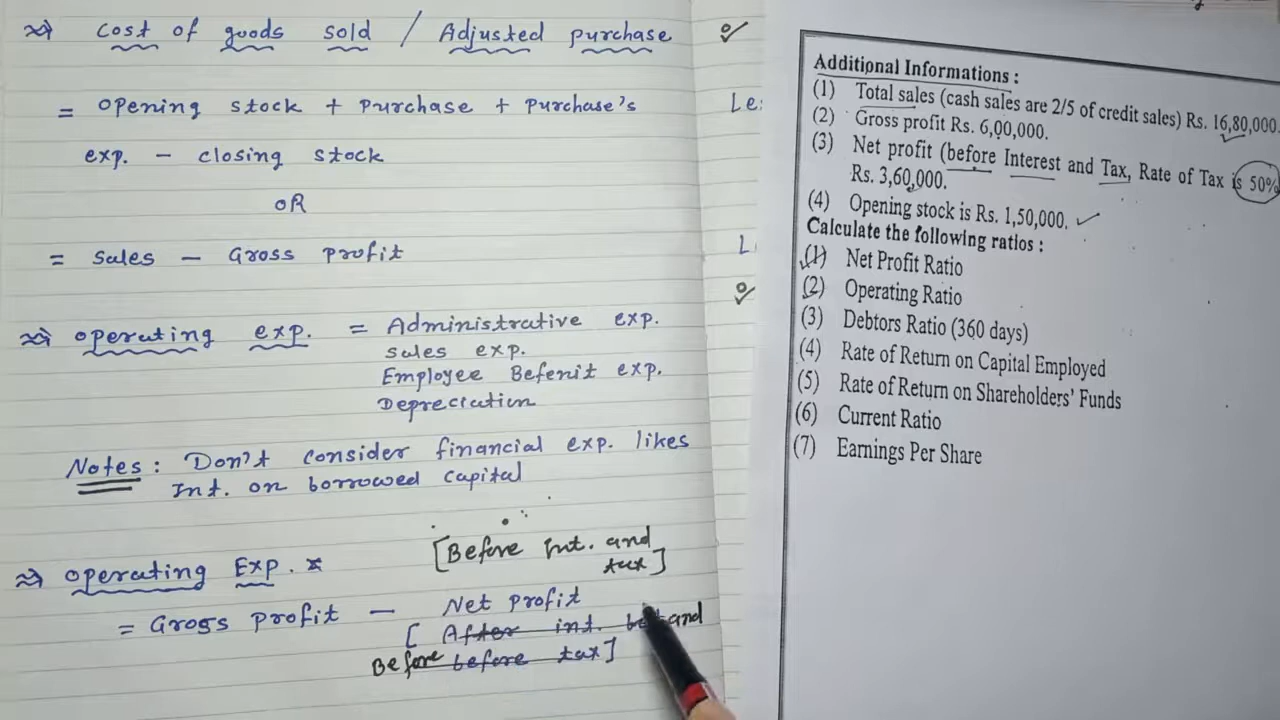 ⇒ Cost of goods sold / Adjusted purchase
= opening stock + purchase + purchase's
exp. - closing stock
OR
= Sales - Gross profit
⇒ operating exp. = Administrative exp.
Sales exp.
Employee Befenit exp.
Depreciation
Notes : Don't consider financial exp. likes
Int. on borrowed capital
[Before Int. and
tax]
⇒ operating Exp.
= Gross profit - Net profit
[ After int. and
Before before tax]
Le
L
Additional Informations :
(1) Total sales (cash sales are 2/5 of credit sales) Rs. 16,80,000.
(2) Gross profit Rs. 6,00,000.
(3) Net profit (before Interest and Tax, Rate of Tax is 50%
Rs. 3,60,000.
(4) Opening stock is Rs. 1,50,000.
Calculate the following ratios :
(1) Net Profit Ratio
(2) Operating Ratio
(3) Debtors Ratio (360 days)
(4) Rate of Return on Capital Employed
(5) Rate of Return on Shareholders' Funds
(6) Current Ratio
(7) Earnings Per Share